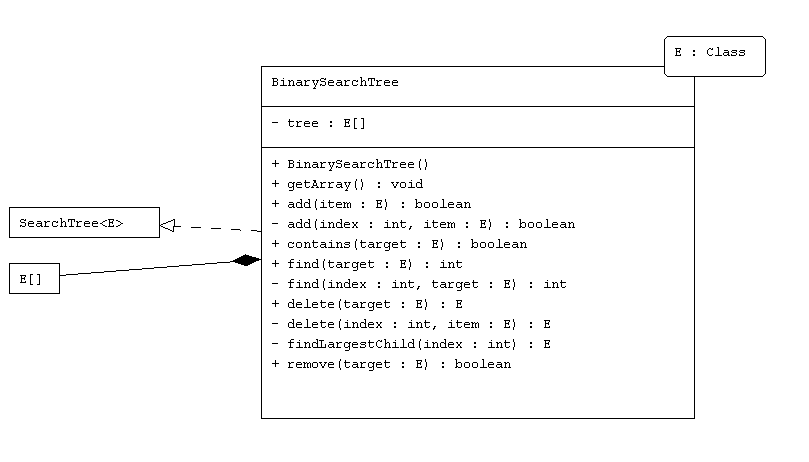 E : Class
BinarySearchTree
- tree : E[]
+ BinarySearchTree()
+ getArray() : void
+ add(item : E) : boolean
- add(index : int, item : E) : boolean
+ contains(target : E) : boolean
+ find(target : E) : int
- find(index : int, target : E) : int
+ delete(target : E) : E
- delete(index : int, item : E) : E
- findLargestChild(index : int) : E
+ remove(target : E) : boolean
SearchTree<E>
E[]